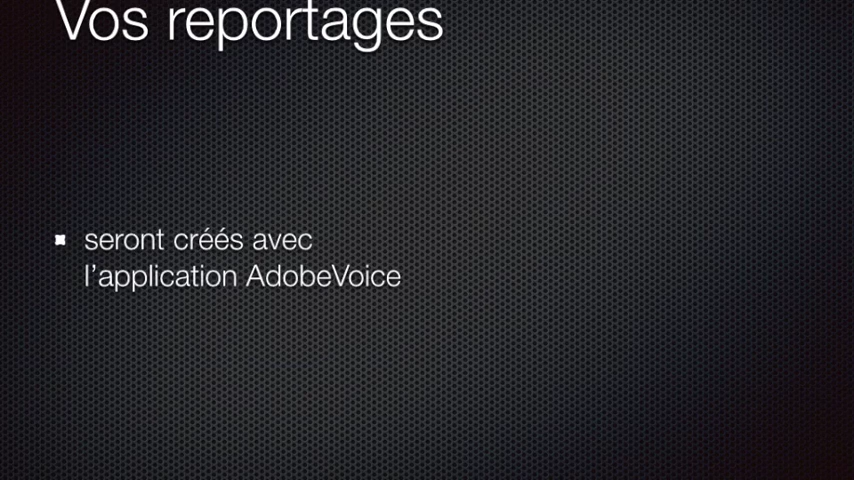 Vos reportages
seront créés avec
l’application AdobeVoice